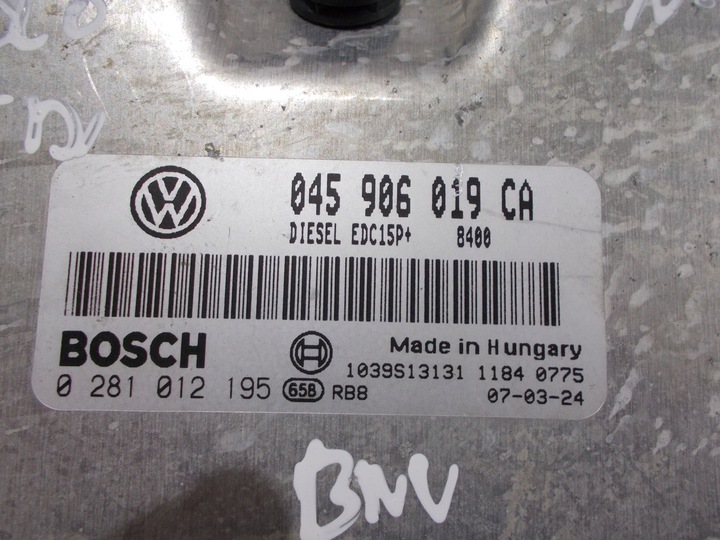 045 906 019 CA
DIESEL EDC15P+ 8400
BOSCH
Made in Hungary
1039S13131 1184 0775
0 281 012 195 658 RB8 07-03-24
BNV